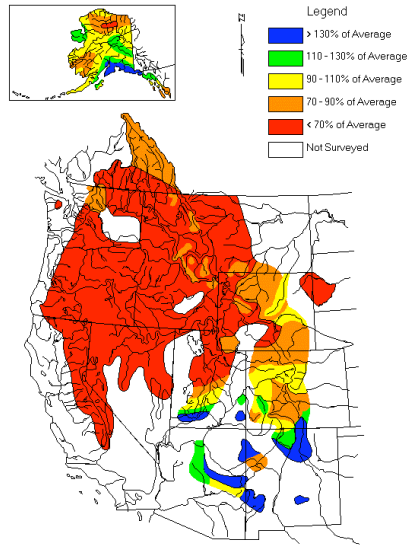 Legend
> 130% of Average
110 - 130% of Average
90 - 110% of Average
70 - 90% of Average
< 70% of Average
Not Surveyed